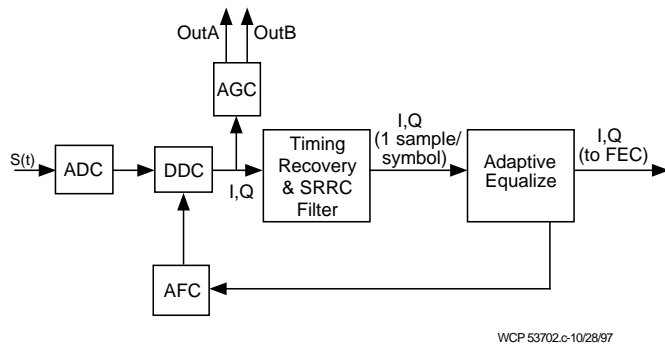 OutA OutB
AGC
S(t)
ADC
DDC
I,Q
Timing
Recovery
& SRRC
Filter
I,Q
(1 sample/
symbol)
Adaptive
Equalize
I,Q
(to FEC)
AFC
WCP 53702.c-10/28/97